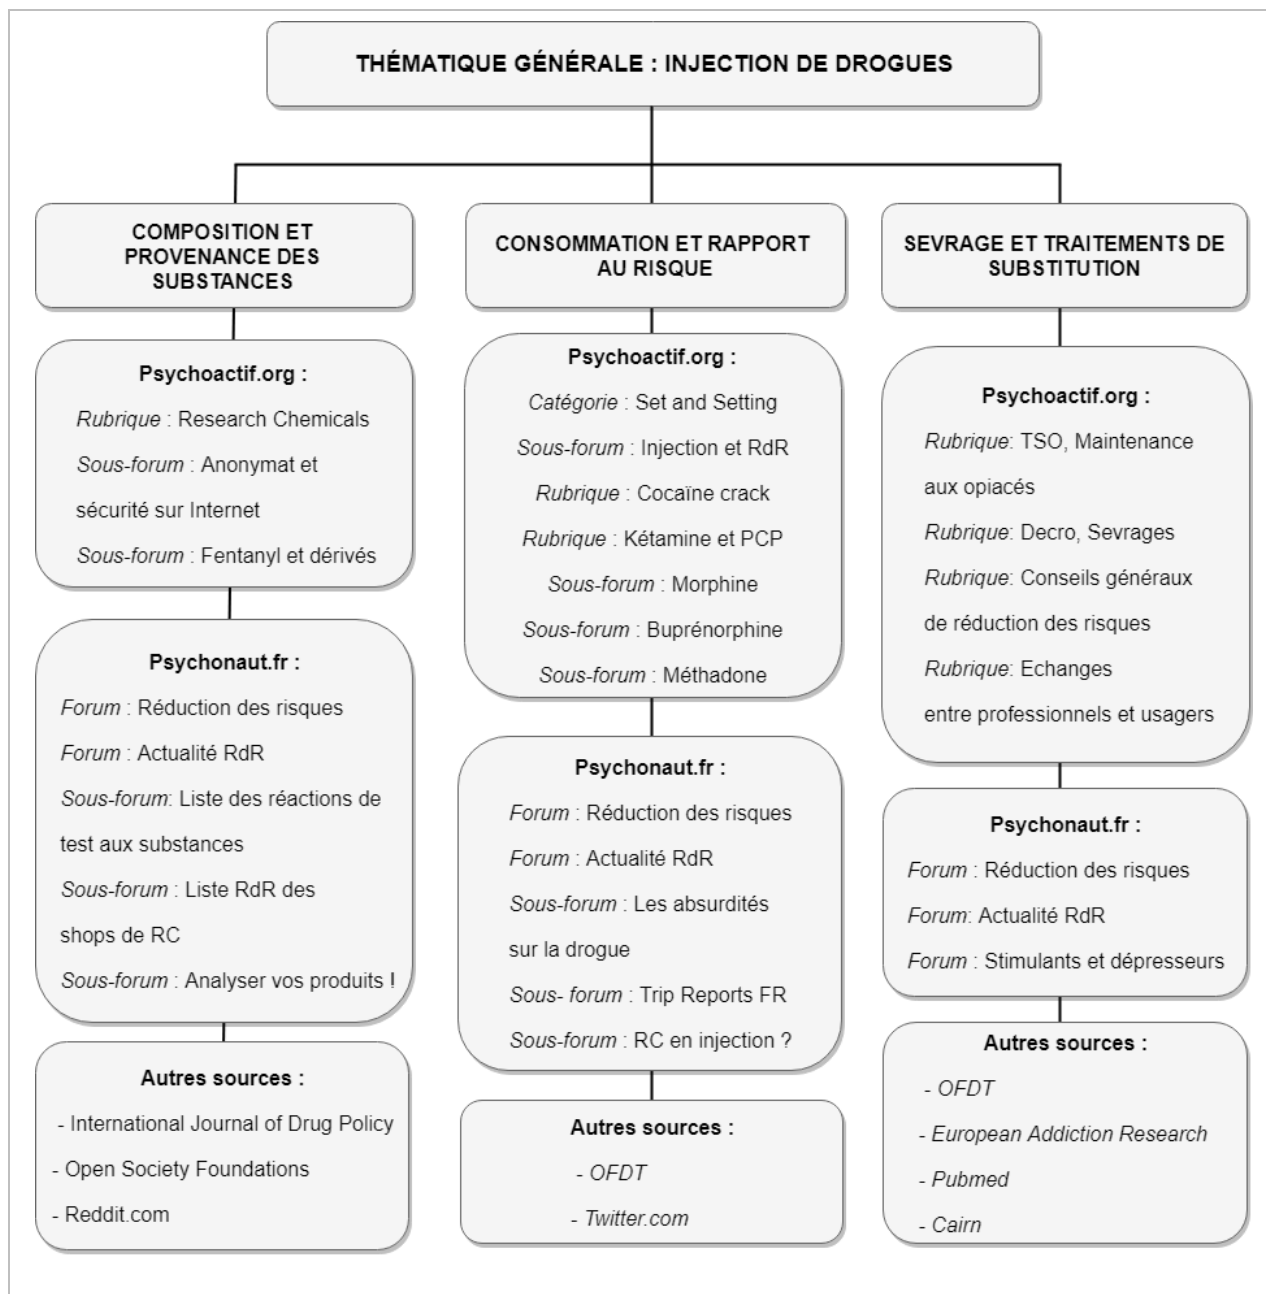 THÉMATIQUE GÉNÉRALE : INJECTION DE DROGUES
COMPOSITION ET
PROVENANCE DES
SUBSTANCES
Psychoactif.org :
Rubrique : Research Chemicals
Sous-forum : Anonymat et
sécurité sur Internet
Sous-forum : Fentanyl et dérivés
Psychonaut.fr :
Forum : Réduction des risques
Forum : Actualité RdR
Sous-forum: Liste des réactions de
test aux substances
Sous-forum : Liste RdR des
shops de RC
Sous-forum : Analyser vos produits !
Autres sources :
- International Journal of Drug Policy
- Open Society Foundations
- Reddit.com
CONSOMMATION ET RAPPORT
AU RISQUE
Psychoactif.org :
Catégorie : Set and Setting
Sous-forum : Injection et RdR
Rubrique : Cocaïne crack
Rubrique : Kétamine et PCP
Sous-forum : Morphine
Sous-forum : Buprénorphine
Sous-forum : Méthadone
Psychonaut.fr :
Forum : Réduction des risques
Forum : Actualité RdR
Sous-forum : Les absurdités
sur la drogue
Sous- forum : Trip Reports FR
Sous-forum : RC en injection ?
Autres sources :
- OFDT
- Twitter.com
SEVRAGE ET TRAITEMENTS DE
SUBSTITUTION
Psychoactif.org :
Rubrique: TSO, Maintenance
aux opiacés
Rubrique: Decro, Sevrages
Rubrique: Conseils généraux
de réduction des risques
Rubrique: Echanges
entre professionnels et usagers
Psychonaut.fr :
Forum : Réduction des risques
Forum: Actualité RdR
Forum : Stimulants et dépresseurs
Autres sources :
- OFDT
- European Addiction Research
- Pubmed
- Cairn